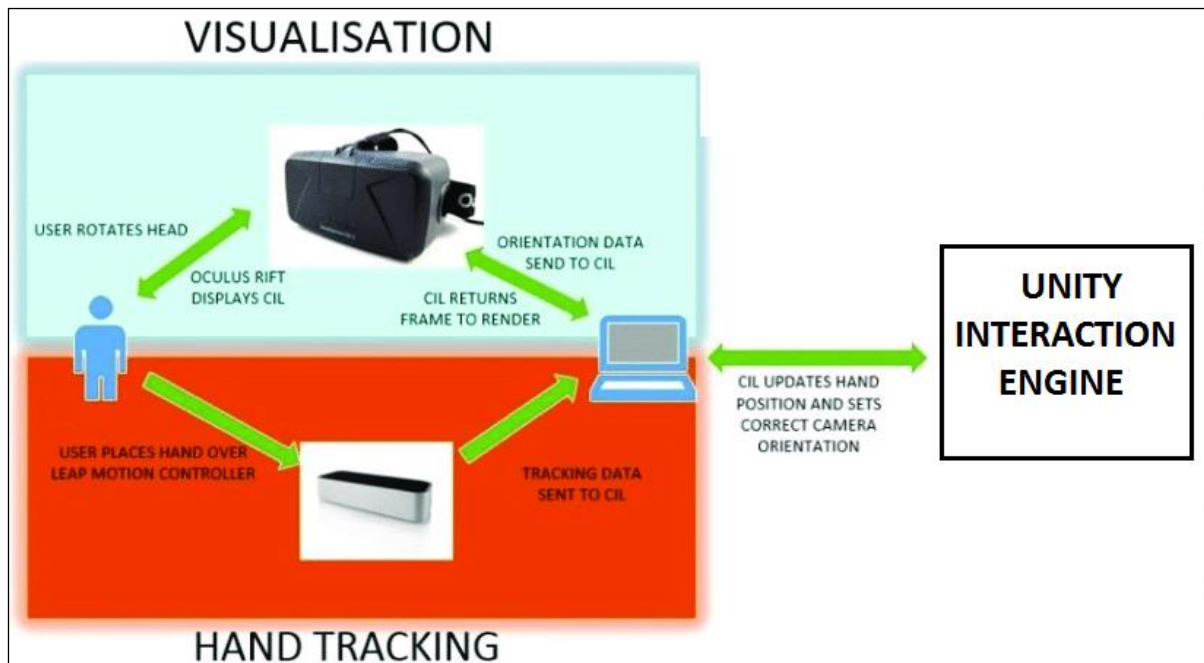 VISUALISATION
USER ROTATES HEAD
OCULUS RIFT
DISPLAYS CIL
ORIENTATION DATA
SEND TO CIL
CIL RETURNS
FRAME TO RENDER
UNITY
INTERACTION
ENGINE
CIL UPDATES HAND
POSITION AND SETS
CORRECT CAMERA
ORIENTATION
USER PLACES HAND OVER
LEAP MOTION CONTROLLER
TRACKING DATA
SENT TO CIL
HAND TRACKING